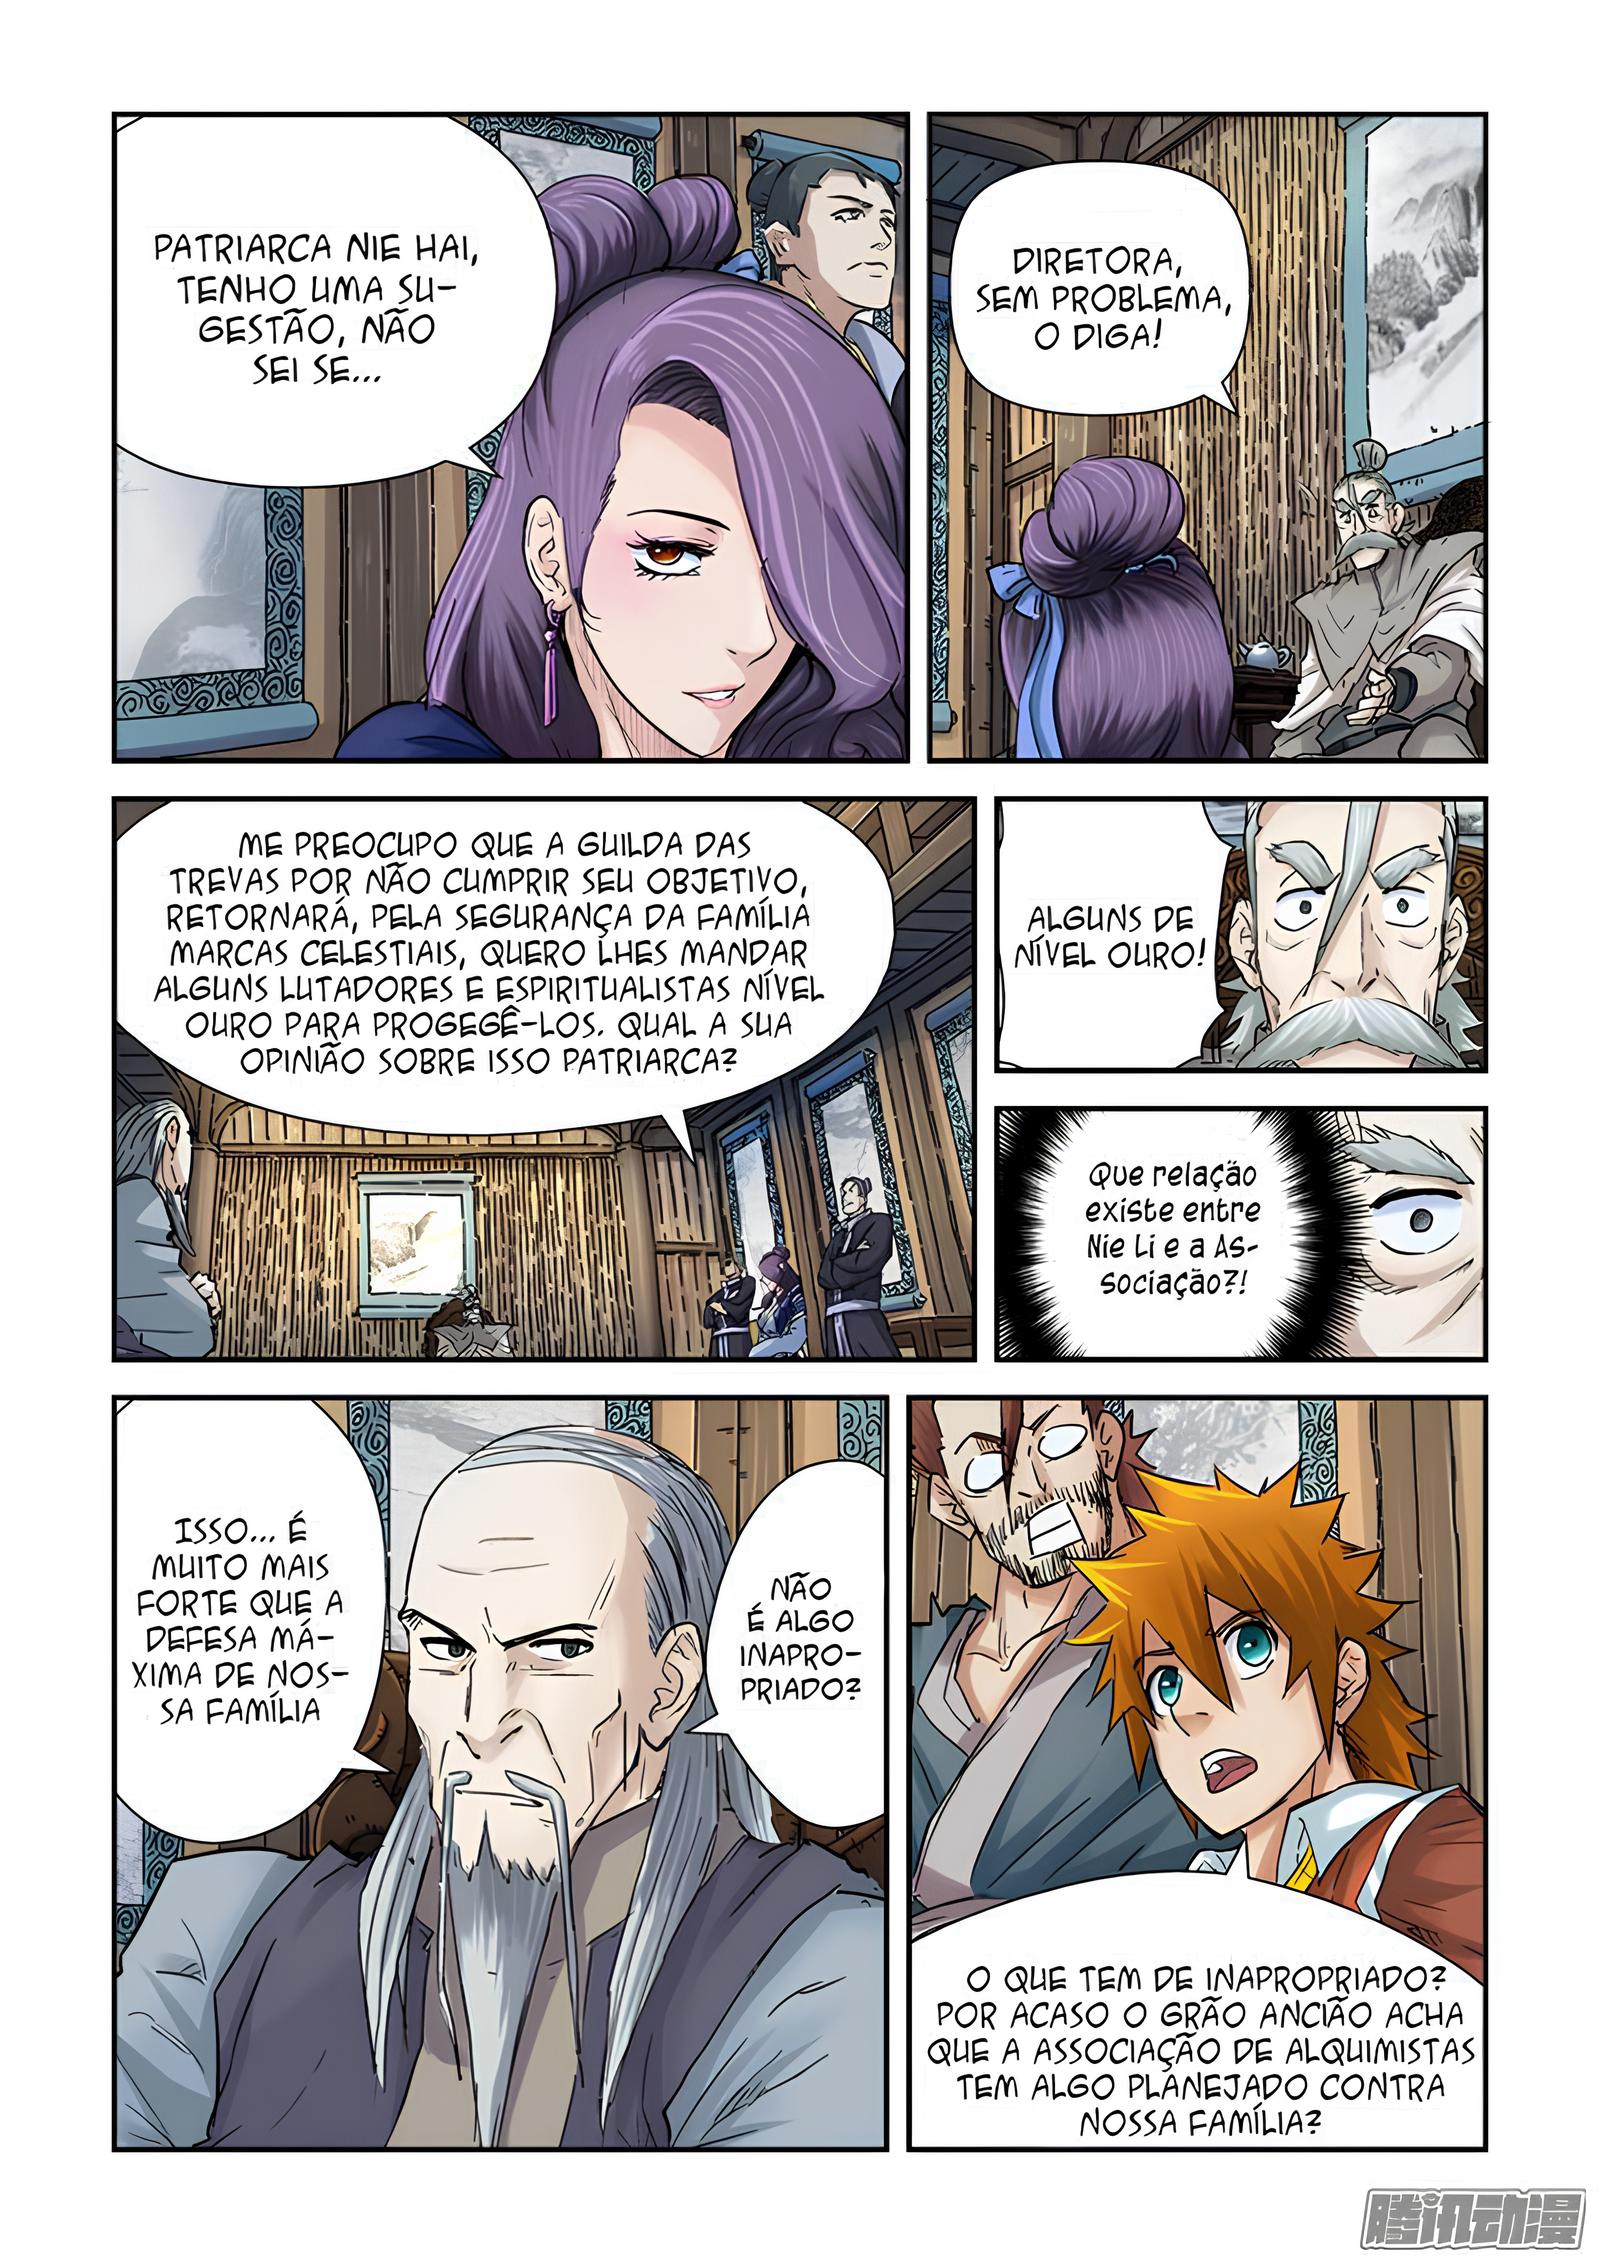 PATRIARCA NIE HAI,
TENHO UMA SU-
GESTÃO, NÃO
SEI SE...
DIRETORA,
SEM PROBLEMA,
O DIGA!
ME PREOCUPO QUE A GUILDA DAS
TREVAS POR NÃO CUMPRIR SEU OBJETIVO,
RETORNARÁ, PELA SEGURANÇA DA FAMÍLIA
MARCAS CELESTIAIS, QUERO LHES MANDAR
ALGUNS LUTADORES E ESPIRITUALISTAS NÍVEL
OURO PARA PROGEGÊ-LOS. QUAL A SUA
OPINIÃO SOBRE ISSO PATRIARCA?
ALGUNS DE
NÍVEL OURO!
Que relação
existe entre
Nie Li e a As-
sociação?!
ISSO... É
MUITO MAIS
FORTE QUE A
DEFESA MÁ-
XIMA DE NOS-
SA FAMÍLIA
NÃO
É ALGO
INAPRO-
PRIADO?
O QUE TEM DE INAPROPRIADO?
POR ACASO O GRÃO ANCIÃO ACHA
QUE A ASSOCIAÇÃO DE ALQUIMISTAS
TEM ALGO PLANEJADO CONTRA
NOSSA FAMÍLIA?
腾讯动漫